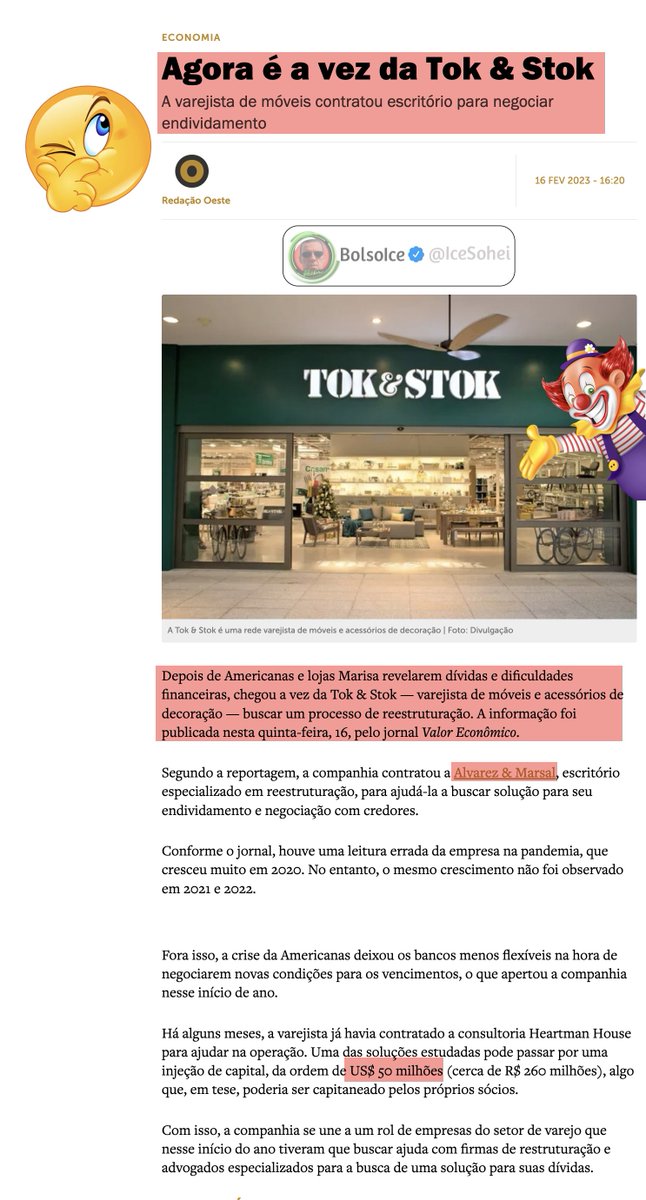 ECONOMIA
Agora é a vez da Tok & Stok
A varejista de móveis contratou escritório para negociar
endividamento
Redação Oeste
16 FEV 2023 - 16:20
BolsoIce @IceSohei
TOK&STOK
TOK&STOK
A Tok & Stok é uma rede varejista de móveis e acessórios de decoração | Foto: Divulgação
Depois de Americanas e lojas Marisa revelarem dívidas e dificuldades
financeiras, chegou a vez da Tok & Stok — varejista de móveis e acessórios de
decoração — buscar um processo de reestruturação. A informação foi
publicada nesta quinta-feira, 16, pelo jornal Valor Econômico.
Segundo a reportagem, a companhia contratou a Alvarez & Marsal, escritório
especializado em reestruturação, para ajudá-la a buscar solução para seu
endividamento e negociação com credores.
Conforme o jornal, houve uma leitura errada da empresa na pandemia, que
cresceu muito em 2020. No entanto, o mesmo crescimento não foi observado
em 2021 e 2022.
Fora isso, a crise da Americanas deixou os bancos menos flexíveis na hora de
negociarem novas condições para os vencimentos, o que apertou a companhia
nesse início de ano.
Há alguns meses, a varejista já havia contratado a consultoria Heartman House
para ajudar na operação. Uma das soluções estudadas pode passar por uma
injeção de capital, da ordem de US$ 50 milhões (cerca de R$ 260 milhões), algo
que, em tese, poderia ser capitaneado pelos próprios sócios.
Com isso, a companhia se une a um rol de empresas do setor de varejo que
nesse início do ano tiveram que buscar ajuda com firmas de restruturação e
advogados especializados para a busca de uma solução para suas dívidas.